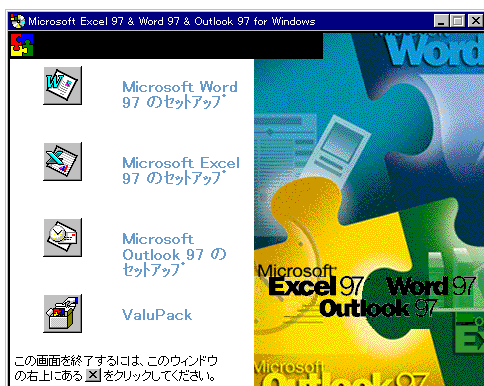 Microsoft Excel 97 & Word 97 & Outlook 97 for Windows
Word
Microsoft Word
97 のｾｯﾄｱｯﾌﾟ
Microsoft Excel
97 のｾｯﾄｱｯﾌﾟ
Microsoft
Outlook 97 の
ｾｯﾄｱｯﾌﾟ
ValuPack
Microsoft
Excel 97 Word 97
Outlook 97
この画面を終了するには、このウィンドウ
の右上にある をクリックしてください。
Microsoft
Outlook 97